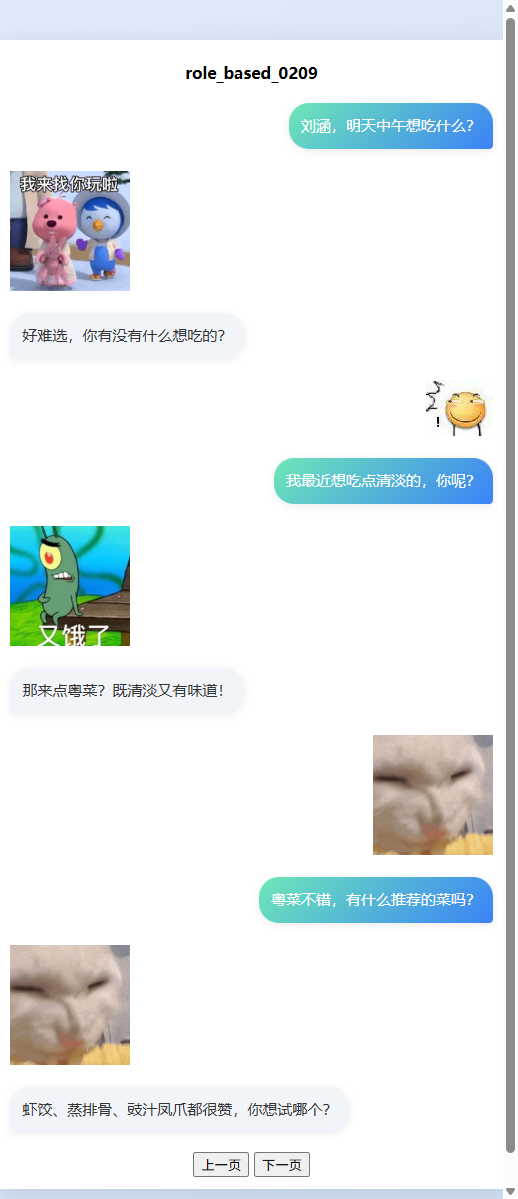 role_based_0209
刘涵，明天中午想吃什么？
我来找你玩啦
好难选，你有没有什么想吃的？
!
我最近想吃点清淡的，你呢？
又饿了
那来点粤菜？既清淡又有味道！
粤菜不错，有什么推荐的菜吗？
虾饺、蒸排骨、豉汁凤爪都很赞，你想试哪个？
上一页 下一页